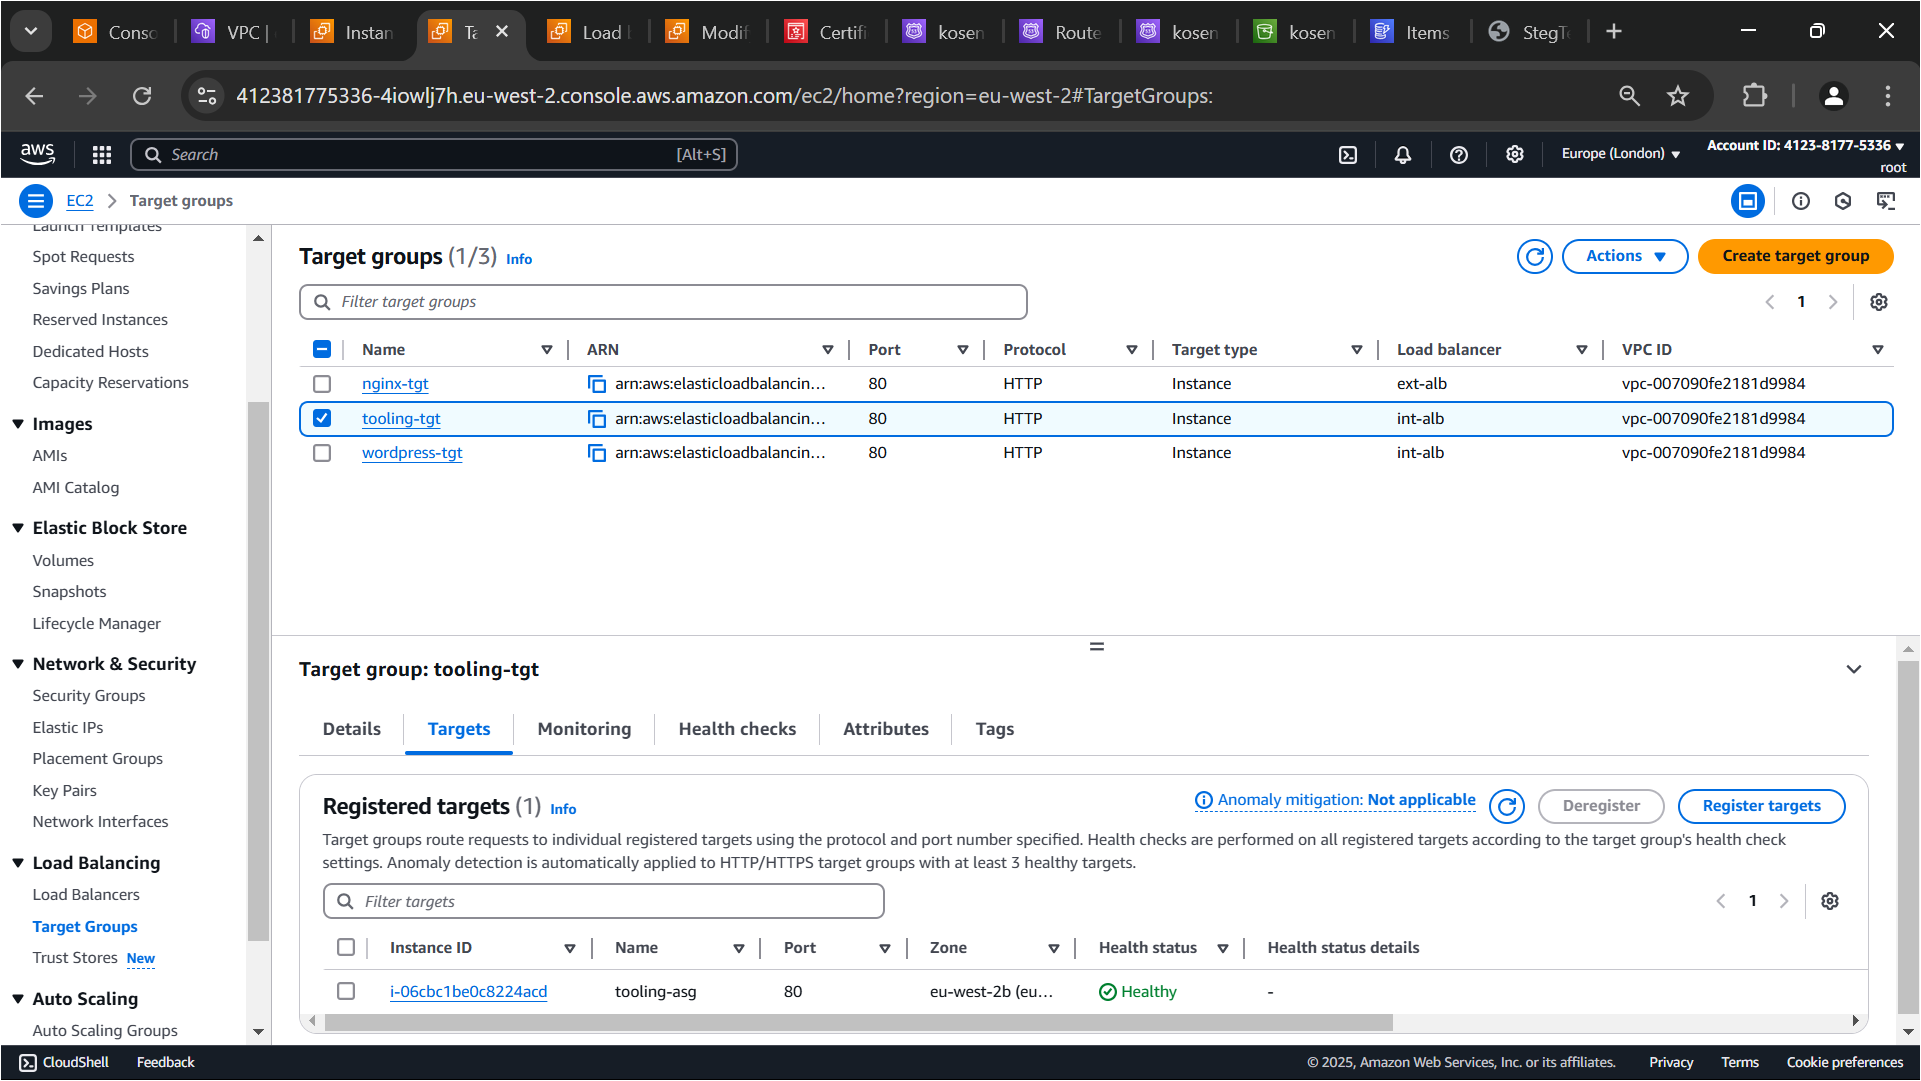 Conso
VPC |
Instan
Ta
Load b
Modif
Certifi
kosen
Route
kosen
kosen
Items
StegTe
412381775336-4iowlj7h.eu-west-2.console.aws.amazon.com/ec2/home?region=eu-west-2#TargetGroups:
aws
Search
[Alt+S]
Europe (London)
Account ID: 4123-8177-5336
root
EC2
Target groups
Launch Templates
Spot Requests
Savings Plans
Reserved Instances
Dedicated Hosts
Capacity Reservations
Images
AMIs
AMI Catalog
Elastic Block Store
Volumes
Snapshots
Lifecycle Manager
Network & Security
Security Groups
Elastic IPs
Placement Groups
Key Pairs
Network Interfaces
Load Balancing
Load Balancers
Target Groups
Trust Stores New
Auto Scaling
Auto Scaling Groups
Target groups (1/3) Info
Actions
Create target group
Filter target groups
1
Name ARN Port Protocol Target type Load balancer VPC ID
nginx-tgt arn:aws:elasticloadbalancin... 80 HTTP Instance ext-alb vpc-007090fe2181d9984
tooling-tgt arn:aws:elasticloadbalancin... 80 HTTP Instance int-alb vpc-007090fe2181d9984
wordpress-tgt arn:aws:elasticloadbalancin... 80 HTTP Instance int-alb vpc-007090fe2181d9984
Target group: tooling-tgt
Details Targets Monitoring Health checks Attributes Tags
Registered targets (1) Info
Anomaly mitigation: Not applicable
Deregister
Register targets
Target groups route requests to individual registered targets using the protocol and port number specified. Health checks are performed on all registered targets according to the target group's health check
settings. Anomaly detection is automatically applied to HTTP/HTTPS target groups with at least 3 healthy targets.
Filter targets
1
Instance ID Name Port Zone Health status Health status details
i-06cbc1be0c8224acd tooling-asg 80 eu-west-2b (eu... Healthy -
CloudShell Feedback © 2025, Amazon Web Services, Inc. or its affiliates. Privacy Terms Cookie preferences